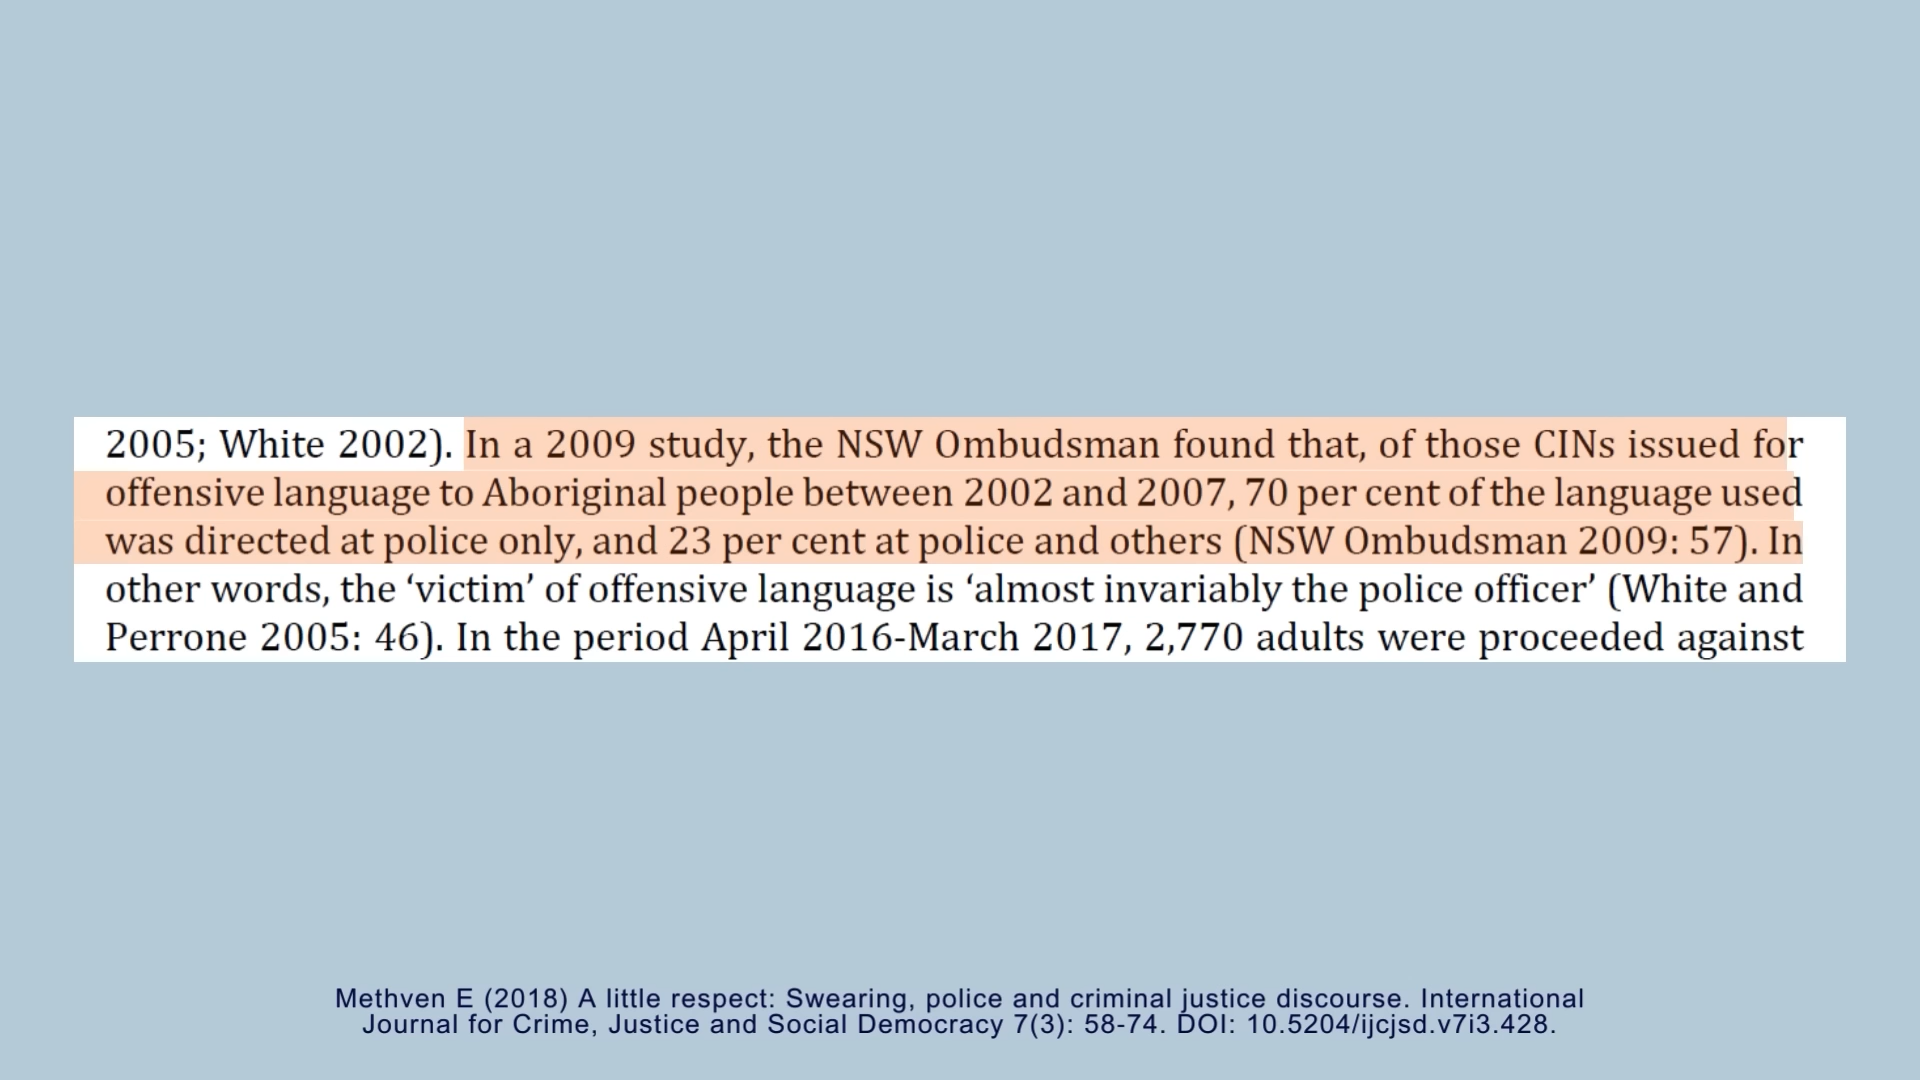 2005; White 2002). In a 2009 study, the NSW Ombudsman found that, of those CINs issued for
offensive language to Aboriginal people between 2002 and 2007, 70 per cent of the language used
was directed at police only, and 23 per cent at police and others (NSW Ombudsman 2009: 57). In
other words, the ‘victim’ of offensive language is ‘almost invariably the police officer’ (White and
Perrone 2005: 46). In the period April 2016-March 2017, 2,770 adults were proceeded against
Methven E (2018) A little respect: Swearing, police and criminal justice discourse. International
Journal for Crime, Justice and Social Democracy 7(3): 58-74. DOI: 10.5204/ijcjsd.v7i3.428.